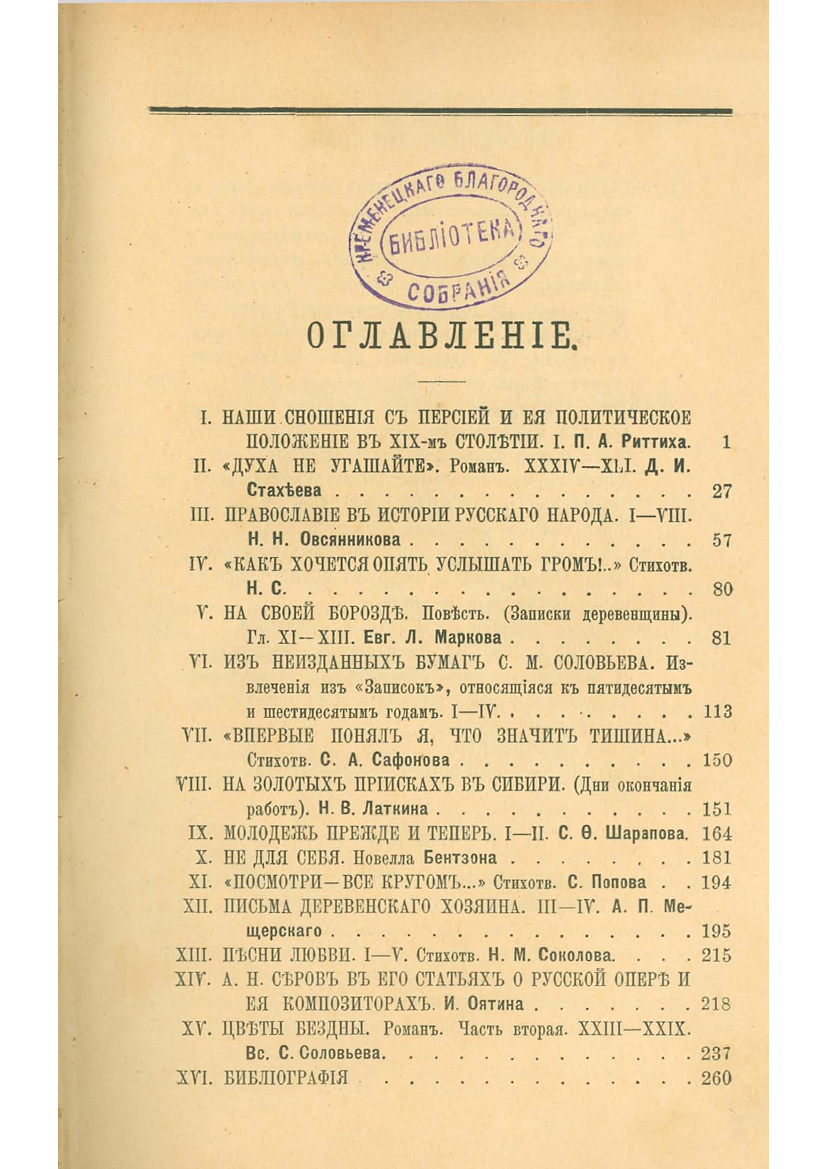 КРЕМЕНЕЦКАГО БЛАГОРОДНАГО
БИБЛІОТЕКА
СОБРАНІЯ
ОГЛАВЛЕНІЕ.
I. НАШИ СНОШЕНІЯ СЪ ПЕРСІЕЙ И ЕЯ ПОЛИТИЧЕСКОЕ
ПОЛОЖЕНІЕ ВЪ XIX-мъ СТОЛѢТІИ. I. П. А. Риттиха. 1
II. «ДУХА НЕ УГАШАЙТЕ». Романъ. XXXIV—XLI. Д. И.
Стахѣева . . . . . . . . . . . . . . . . 27
III. ПРАВОСЛАВІЕ ВЪ ИСТОРІИ РУССКАГО НАРОДА. I—VIII.
Н. Н. Овсянникова . . . . . . . . . . . . 57
IV. «КАКЪ ХОЧЕТСЯ ОПЯТЬ УСЛЫШАТЬ ГРОМЪ!..» Стихотв.
Н. С. . . . . . . . . . . . . . . . . . 80
V. НА СВОЕЙ БОРОЗДѢ. Повѣсть. (Записки деревенщины).
Гл. XI—XIII. Евг. Л. Маркова . . . . . . . . 81
VI. ИЗЪ НЕИЗДАННЫХЪ БУМАГЪ С. М. СОЛОВЬЕВА. Из-
влеченія изъ «Записокъ», относящіяся къ пятидесятымъ
и шестидесятымъ годамъ. I—IV. . . . . . . . . 113
VII. «ВПЕРВЫЕ ПОНЯЛЪ Я, ЧТО ЗНАЧИТЪ ТИШИНА...»
Стихотв. С. А. Сафонова . . . . . . . . . . 150
VIII. НА ЗОЛОТЫХЪ ПРІИСКАХЪ ВЪ СИБИРИ. (Дни окончанія
работъ). Н. В. Латкина . . . . . . . . . . . 151
IX. МОЛОДЕЖЬ ПРЕЖДЕ И ТЕПЕРЬ. I—II. С. Ѳ. Шарапова. 164
X. НЕ ДЛЯ СЕБЯ. Новелла Бентзона . . . . . . . . 181
XI. «ПОСМОТРИ—ВСЕ КРУГОМЪ...» Стихотв. С. Попова . . 194
XII. ПИСЬМА ДЕРЕВЕНСКАГО ХОЗЯИНА. III—IV. А. П. Ме-
щерскаго . . . . . . . . . . . . . . . . 195
XIII. ПѢСНИ ЛЮБВИ. I—V. Стихотв. Н. М. Соколова. . . . 215
XIV. А. Н. СѢРОВЪ ВЪ ЕГО СТАТЬЯХЪ О РУССКОЙ ОПЕРѢ И
ЕЯ КОМПОЗИТОРАХЪ. И. Оятина . . . . . . . 218
XV. ЦВѢТЫ БЕЗДНЫ. Романъ. Часть вторая. XXIII—XXIX.
Вс. С. Соловьева. . . . . . . . . . . . . . 237
XVI. БИБЛІОГРАФІЯ . . . . . . . . . . . . . . 260